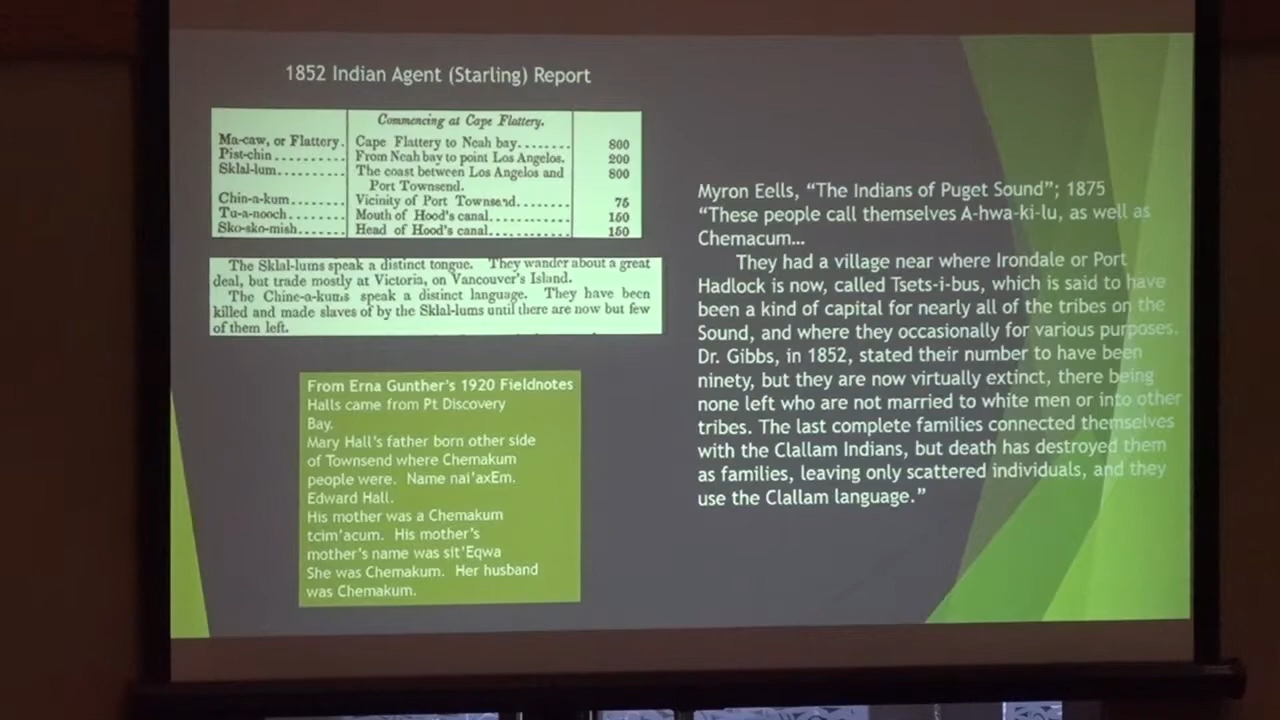 1852 Indian Agent (Starling) Report
Commencing at Cape Flattery.
Ma-caw, or Flattery. Cape Flattery to Neah bay........ 800
Pist-chin.......... From Neah bay to point Los Angelos. 200
Sklal-lum.......... The coast between Los Angelos and 800
Port Townsend.
Chin-a-kum........ Vicinity of Port Townsend........ 75
Tu-a-nooch........ Mouth of Hood's canal........... 150
Sko-sko-mish...... Head of Hood's canal............ 150
The Sklal-lums speak a distinct tongue. They wander about a great
deal, but trade mostly at Victoria, on Vancouver's Island.
The Chine-a-kums speak a distinct language. They have been
killed and made slaves of by the Sklal-lums until there are now but few
of them left.
From Erna Gunther's 1920 Fieldnotes
Halls came from Pt Discovery
Bay.
Mary Hall's father born other side
of Townsend where Chemakum
people were. Name nai'axEm.
Edward Hall.
His mother was a Chemakum
tcim'acum. His mother's
mother's name was sit'Eqwa
She was Chemakum. Her husband
was Chemakum.
Myron Eells, “The Indians of Puget Sound”; 1875
“These people call themselves A-hwa-ki-lu, as well as
Chemacum...
They had a village near where Irondale or Port
Hadlock is now, called Tsets-i-bus, which is said to have
been a kind of capital for nearly all of the tribes on the
Sound, and where they occasionally for various purposes.
Dr. Gibbs, in 1852, stated their number to have been
ninety, but they are now virtually extinct, there being
none left who are not married to white men or into other
tribes. The last complete families connected themselves
with the Clallam Indians, but death has destroyed them
as families, leaving only scattered individuals, and they
use the Clallam language.”